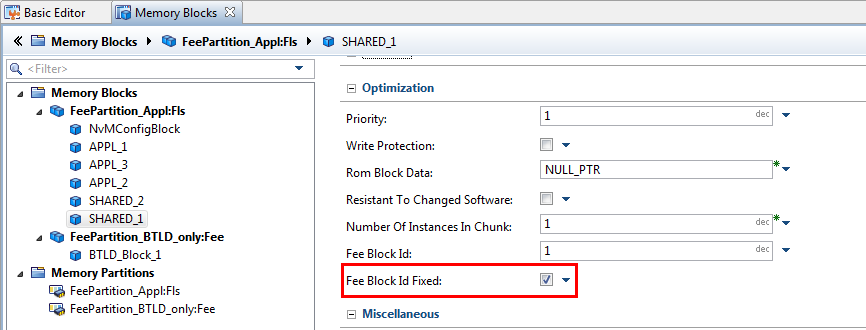 Basic Editor
Memory Blocks
Memory Blocks
FeePartition_Appl:Fls
SHARED_1
<Filter>
Memory Blocks
FeePartition_Appl:Fls
NvMConfigBlock
APPL_1
APPL_3
APPL_2
SHARED_2
SHARED_1
FeePartition_BTLD_only:Fee
BTLD_Block_1
Memory Partitions
FeePartition_Appl:Fls
FeePartition_BTLD_only:Fee
Optimization
Priority: 1 dec
Write Protection:
Rom Block Data: NULL_PTR
Resistant To Changed Software:
Number Of Instances In Chunk: 1 dec
Fee Block Id: 1 dec
Fee Block Id Fixed:
Miscellaneous